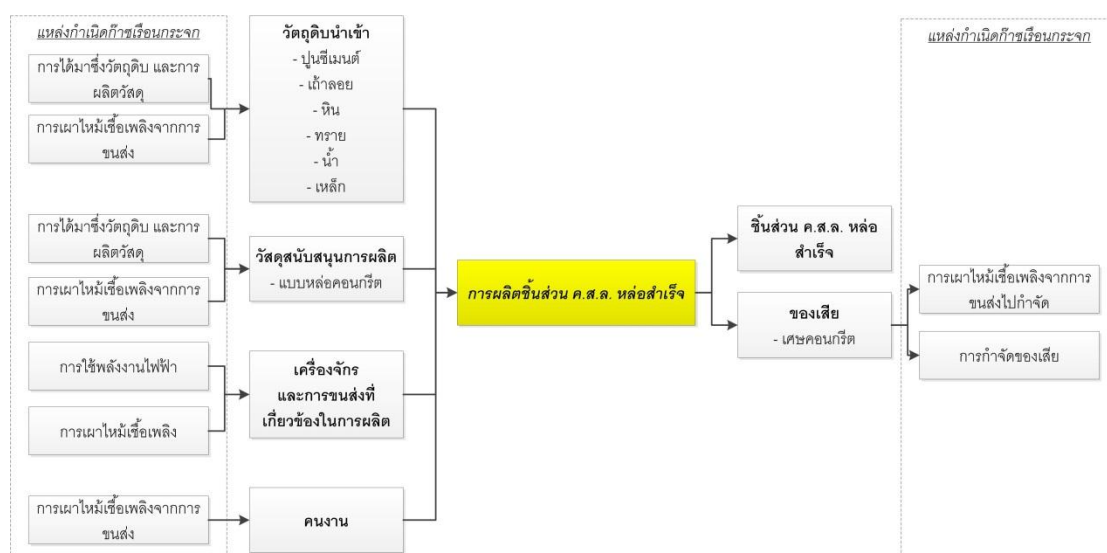 แหล่งกำเนิดก๊าซเรือนกระจก
การได้มาซึ่งวัตถุดิบ และการ
ผลิตวัสดุ
การเผาไหม้เชื้อเพลิงจากการ
ขนส่ง
วัตถุดิบนำเข้า
- ปูนซีเมนต์
- เถ้าลอย
- หิน
- ทราย
- น้ำ
- เหล็ก
การได้มาซึ่งวัตถุดิบ และการ
ผลิตวัสดุ
การเผาไหม้เชื้อเพลิงจากการ
ขนส่ง
วัสดุสนับสนุนการผลิต
- แบบหล่อคอนกรีต
การใช้พลังงานไฟฟ้า
การเผาไหม้เชื้อเพลิง
เครื่องจักร
และการขนส่งที่
เกี่ยวข้องในการผลิต
การเผาไหม้เชื้อเพลิงจากการ
ขนส่ง
คนงาน
การผลิตชิ้นส่วน ค.ส.ล. หล่อสำเร็จ
ชิ้นส่วน ค.ส.ล. หล่อ
สำเร็จ
ของเสีย
- เศษคอนกรีต
แหล่งกำเนิดก๊าซเรือนกระจก
การเผาไหม้เชื้อเพลิงจากการ
ขนส่งไปกำจัด
การกำจัดของเสีย